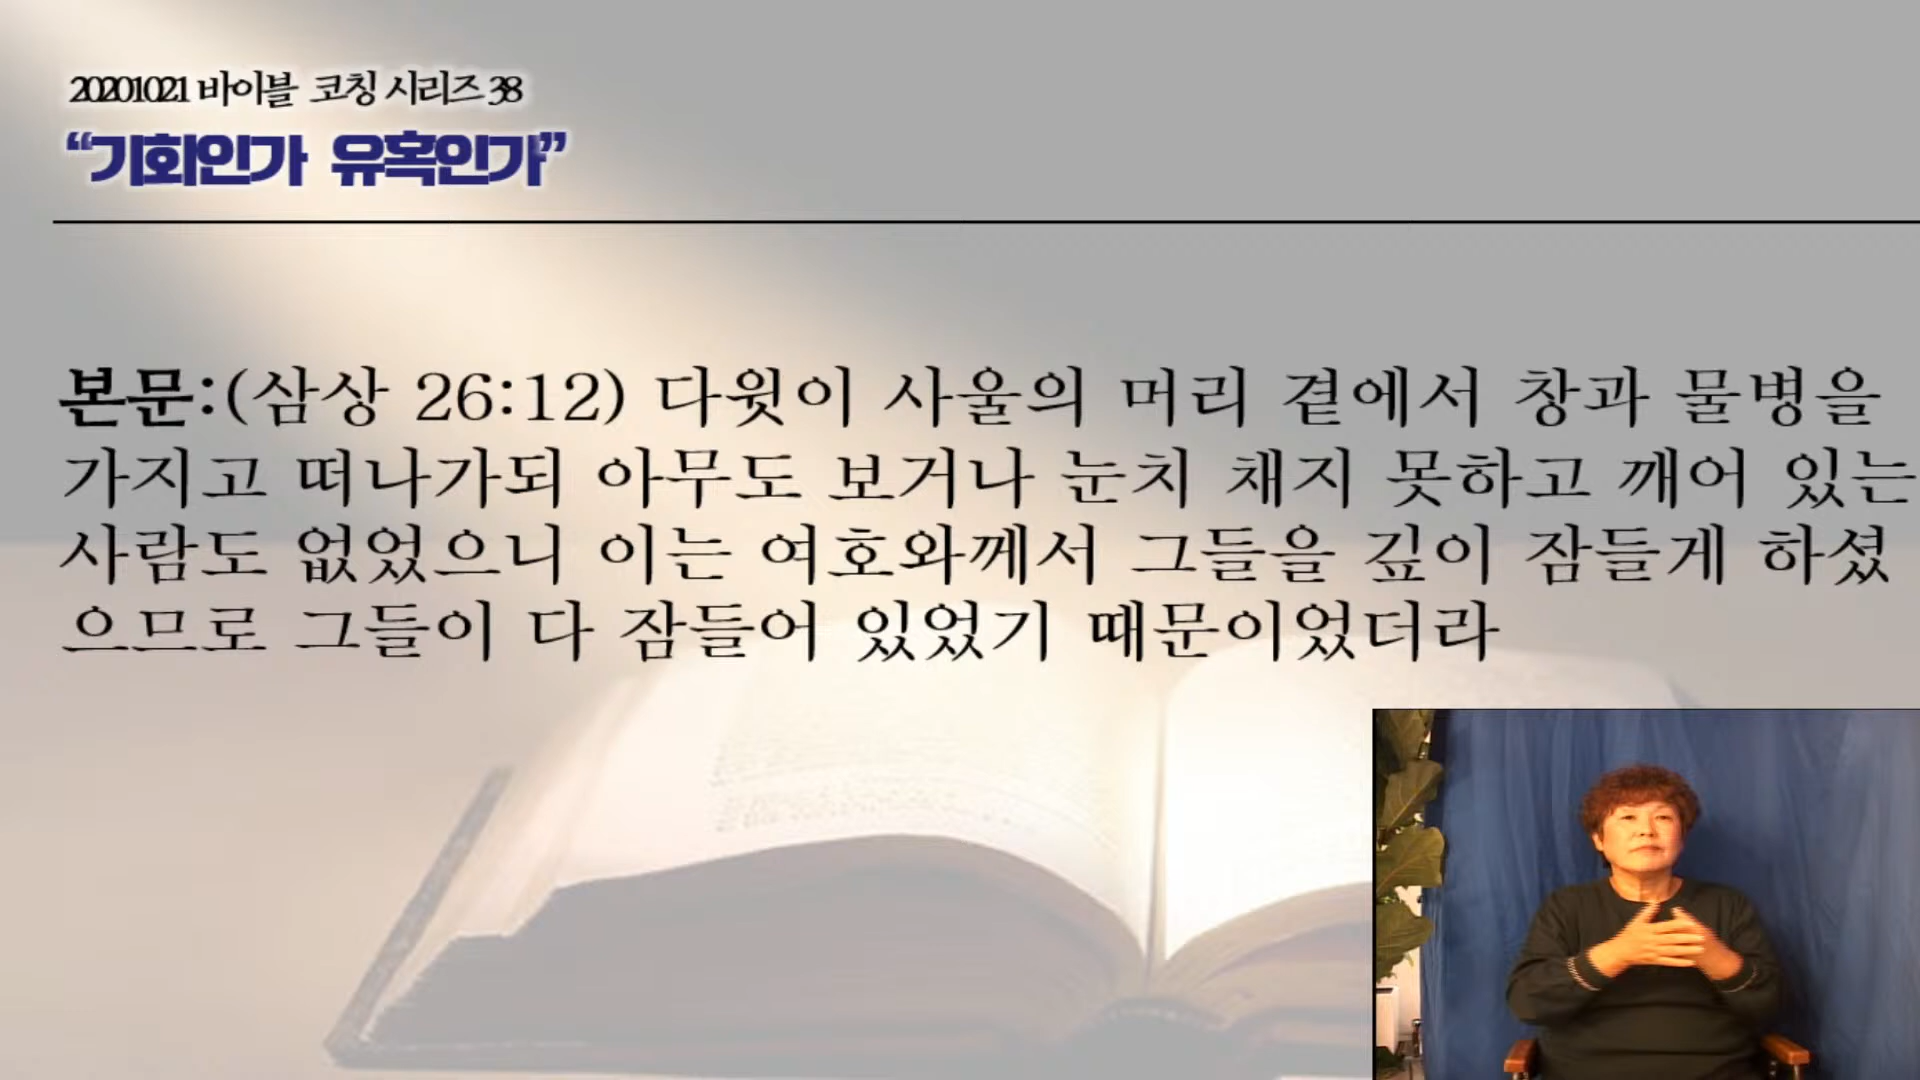 20201021 바이블 코칭 시리즈 38
“기회인가 유혹인가”
본문:(삼상 26:12) 다윗이 사울의 머리 곁에서 창과 물병을
가지고 떠나가되 아무도 보거나 눈치 채지 못하고 깨어 있는
사람도 없었으니 이는 여호와께서 그들을 깊이 잠들게 하셨
으므로 그들이 다 잠들어 있었기 때문이었더라